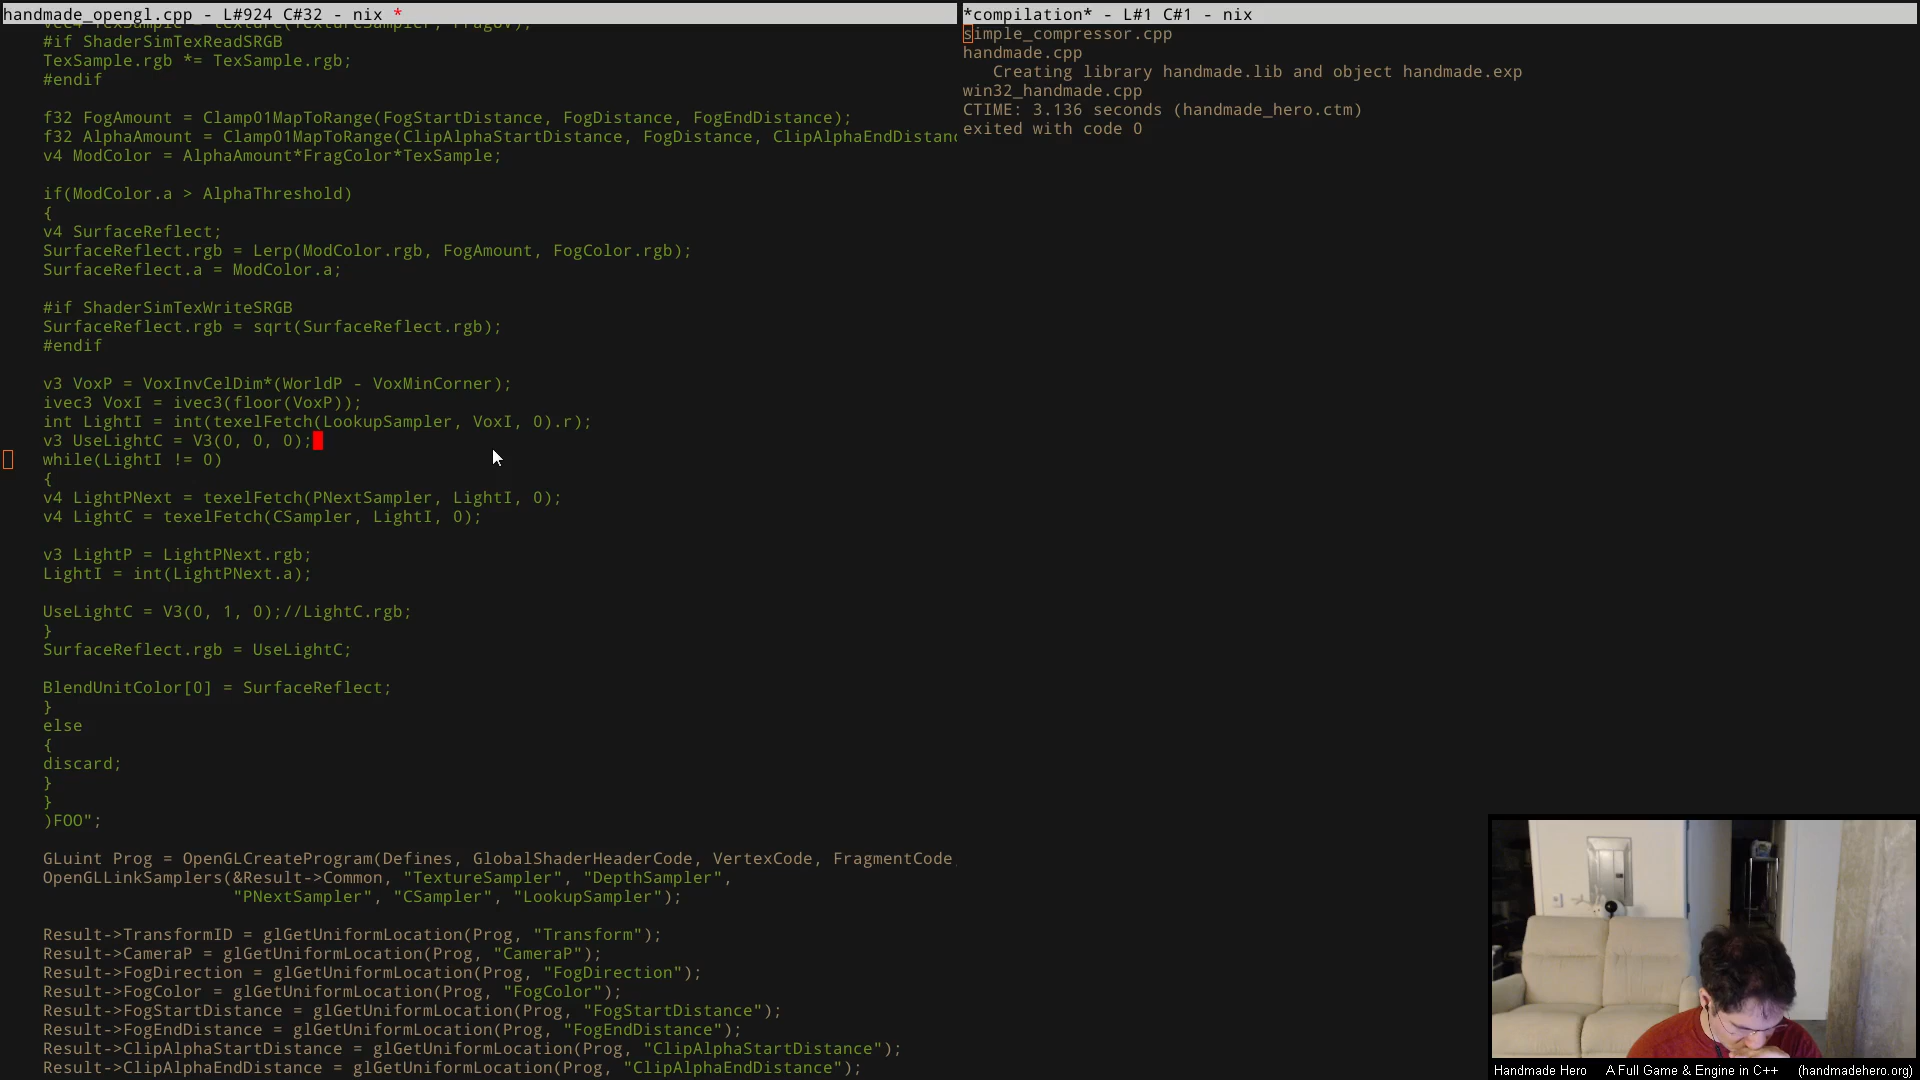 handmade_opengl.cpp - L#924 C#32 - nix *
#if ShaderSimTexReadSRGB
TexSample.rgb *= TexSample.rgb;
#endif
f32 FogAmount = Clamp01MapToRange(FogStartDistance, FogDistance, FogEndDistance);
f32 AlphaAmount = Clamp01MapToRange(ClipAlphaStartDistance, FogDistance, ClipAlphaEndDistanc
v4 ModColor = AlphaAmount*FragColor*TexSample;
if(ModColor.a > AlphaThreshold)
{
v4 SurfaceReflect;
SurfaceReflect.rgb = Lerp(ModColor.rgb, FogAmount, FogColor.rgb);
SurfaceReflect.a = ModColor.a;
#if ShaderSimTexWriteSRGB
SurfaceReflect.rgb = sqrt(SurfaceReflect.rgb);
#endif
v3 VoxP = VoxInvCelDim*(WorldP - VoxMinCorner);
ivec3 VoxI = ivec3(floor(VoxP));
int LightI = int(texelFetch(LookupSampler, VoxI, 0).r);
v3 UseLightC = V3(0, 0, 0);
while(LightI != 0)
{
v4 LightPNext = texelFetch(PNextSampler, LightI, 0);
v4 LightC = texelFetch(CSampler, LightI, 0);
v3 LightP = LightPNext.rgb;
LightI = int(LightPNext.a);
UseLightC = V3(0, 1, 0);//LightC.rgb;
}
SurfaceReflect.rgb = UseLightC;
BlendUnitColor[0] = SurfaceReflect;
}
else
{
discard;
}
}
)FOO";
GLuint Prog = OpenGLCreateProgram(Defines, GlobalShaderHeaderCode, VertexCode, FragmentCode,
OpenGLLinkSamplers(&Result->Common, "TextureSampler", "DepthSampler",
"PNextSampler", "CSampler", "LookupSampler");
Result->TransformID = glGetUniformLocation(Prog, "Transform");
Result->CameraP = glGetUniformLocation(Prog, "CameraP");
Result->FogDirection = glGetUniformLocation(Prog, "FogDirection");
Result->FogColor = glGetUniformLocation(Prog, "FogColor");
Result->FogStartDistance = glGetUniformLocation(Prog, "FogStartDistance");
Result->FogEndDistance = glGetUniformLocation(Prog, "FogEndDistance");
Result->ClipAlphaStartDistance = glGetUniformLocation(Prog, "ClipAlphaStartDistance");
Result->ClipAlphaEndDistance = glGetUniformLocation(Prog, "ClipAlphaEndDistance");
*compilation* - L#1 C#1 - nix
simple_compressor.cpp
handmade.cpp
Creating library handmade.lib and object handmade.exp
win32_handmade.cpp
CTIME: 3.136 seconds (handmade_hero.ctm)
exited with code 0
Handmade Hero A Full Game & Engine in C++ (handmadehero.org)